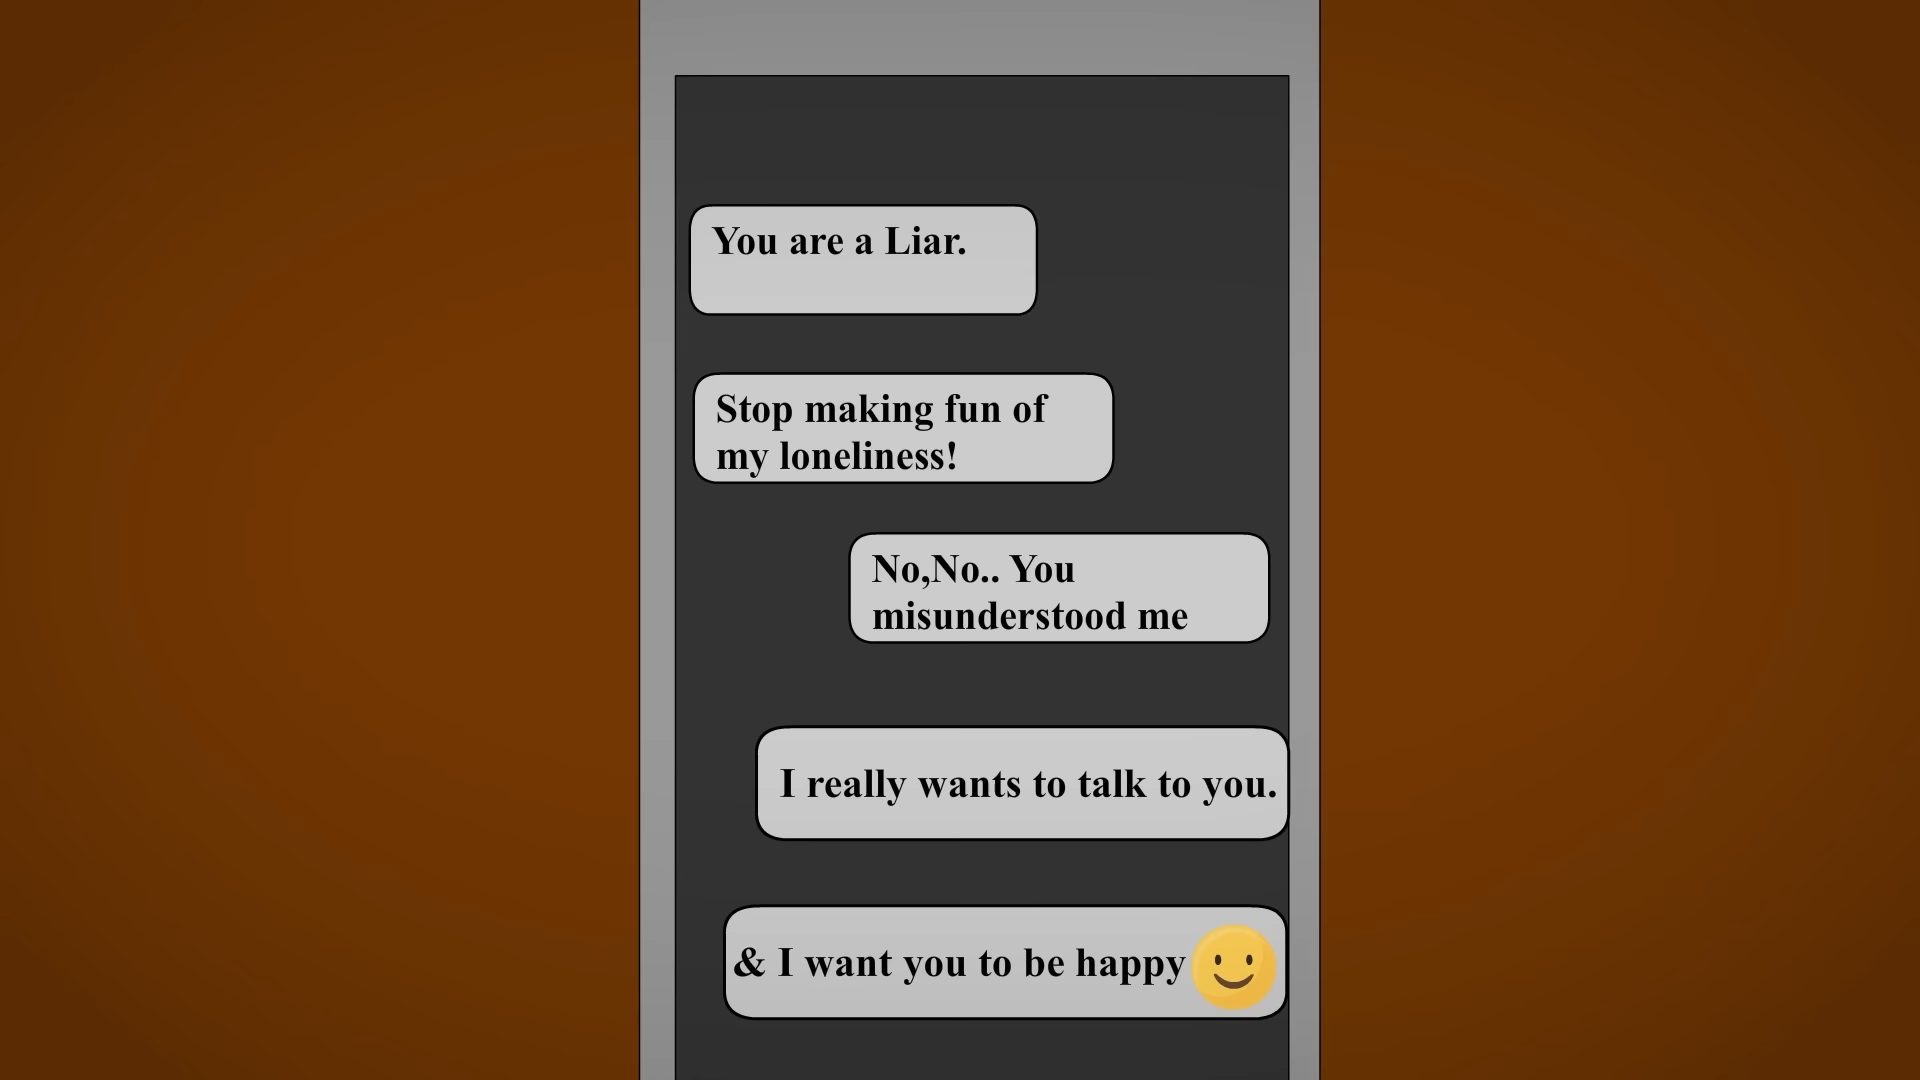 You are a Liar.
Stop making fun of
my loneliness!
No,No.. You
misunderstood me
I really wants to talk to you.
& I want you to be happy